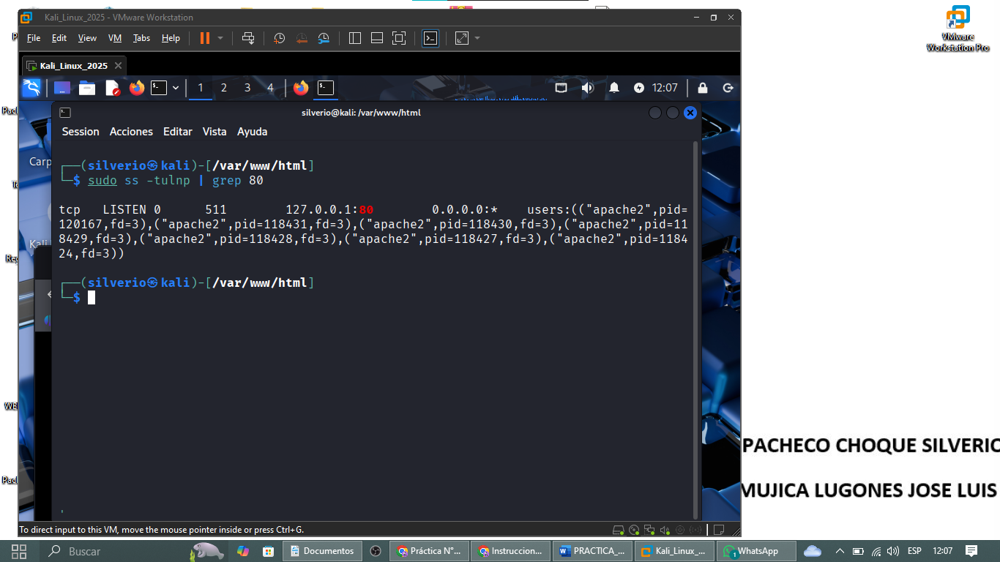 Kali_Linux_2025 - VMware Workstation
File Edit View VM Tabs Help
Kali_Linux_2025
1 2 3 4 12:07
VMware
Workstation Pro
silverio@kali: /var/www/html
Session Acciones Editar Vista Ayuda
┌──(silverio㉿kali)-[/var/www/html]
└─$ sudo ss -tulnp | grep 80
tcp LISTEN 0 511 127.0.0.1:80 0.0.0.0:* users:(("apache2",pid=
120167,fd=3),("apache2",pid=118431,fd=3),("apache2",pid=118430,fd=3),("apache2",pid=11
8429,fd=3),("apache2",pid=118428,fd=3),("apache2",pid=118427,fd=3),("apache2",pid=1184
24,fd=3))
┌──(silverio㉿kali)-[/var/www/html]
└─$
Carp
PACHECO CHOQUE SILVERIO
MUJICA LUGONES JOSE LUIS
To direct input to this VM, move the mouse pointer inside or press Ctrl+G.
Buscar Documentos Práctica N°... Instruccion... PRACTICA_... Kali_Linux_... 1 WhatsApp ESP 12:07